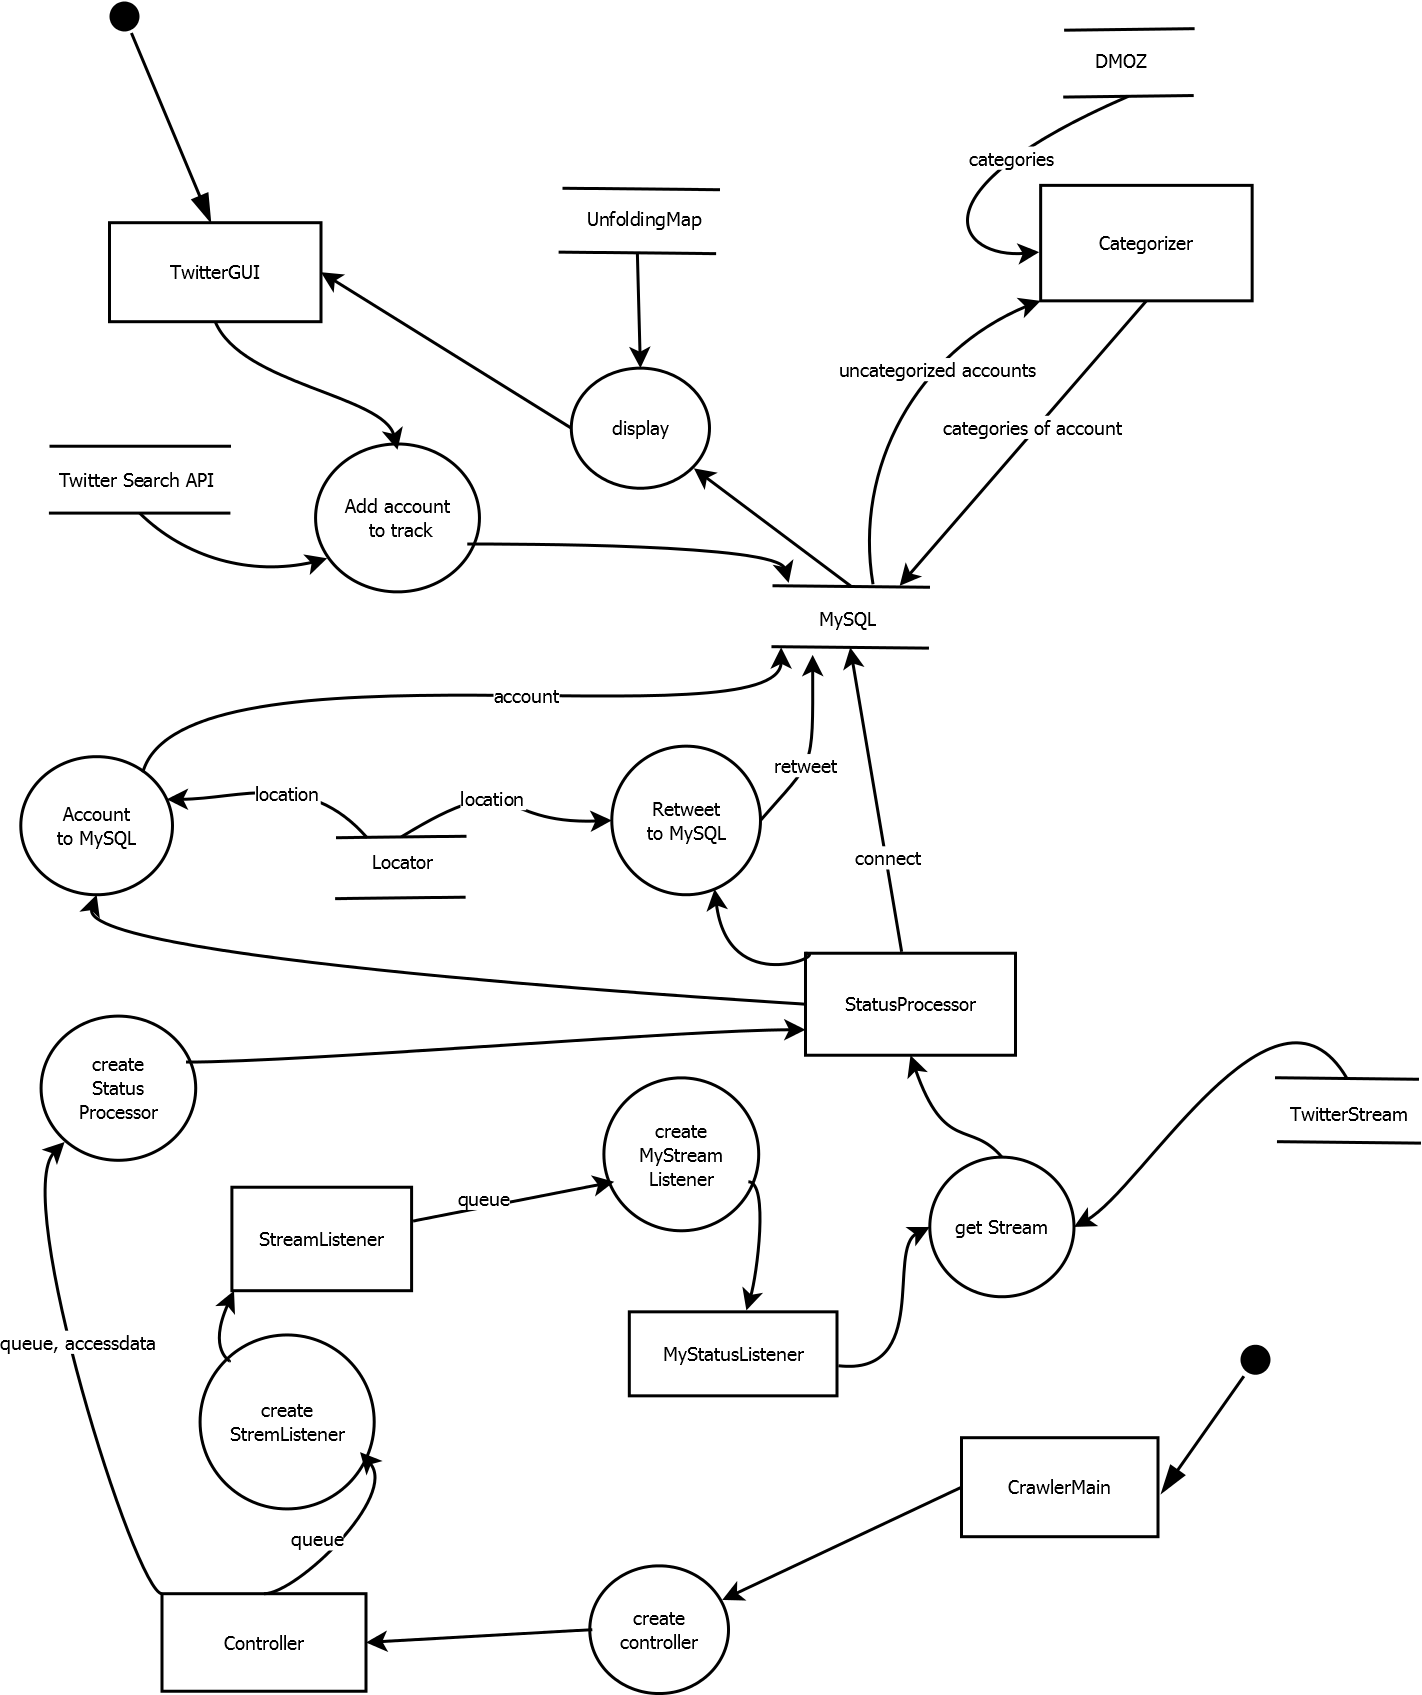 DMOZ
categories
UnfoldingMap
Categorizer
TwitterGUI
uncategorized accounts
display
categories of account
Twitter Search API
Add account
to track
MySQL
account
retweet
location
location
Account
to MySQL
Retweet
to MySQL
Locator
connect
StatusProcessor
create
Status
Processor
TwitterStream
create
MyStream
Listener
queue
get Stream
StreamListener
queue, accessdata
MyStatusListener
create
StremListener
CrawlerMain
queue
create
controller
Controller